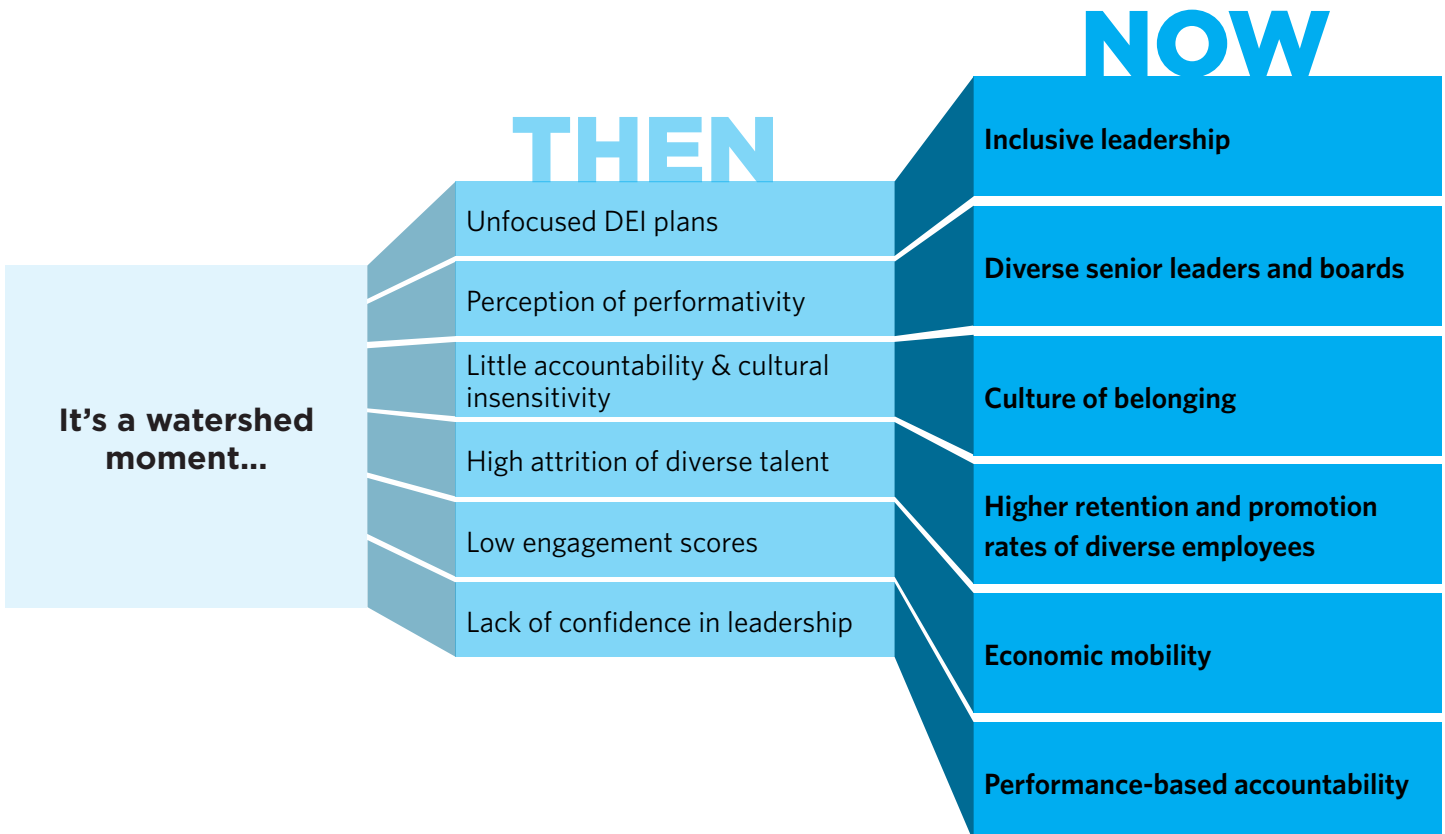 NOW
THEN
It’s a watershed
moment...
Unfocused DEI plans
Perception of performativity
Little accountability & cultural
insensitivity
High attrition of diverse talent
Low engagement scores
Lack of confidence in leadership
Inclusive leadership
Diverse senior leaders and boards
Culture of belonging
Higher retention and promotion
rates of diverse employees
Economic mobility
Performance-based accountability